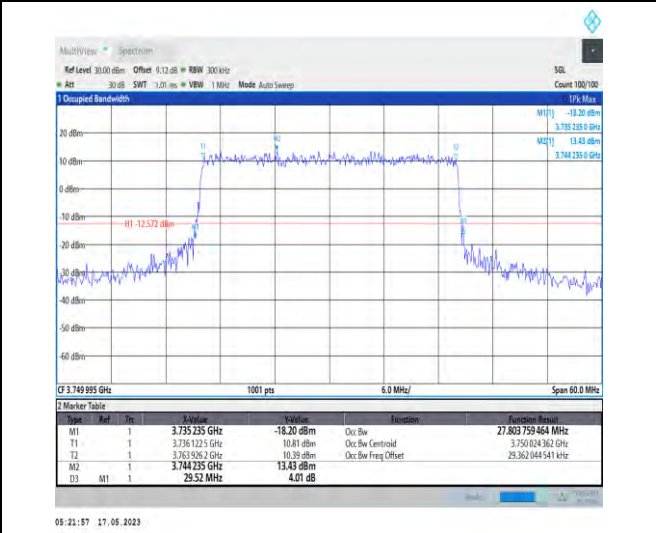 MultiView Spectrum
Ref Level 30.00 dBm Offset 9.12 dB RBW 300 kHz SGL
Att 30 dB SWT 1.01 ms VBW 1 MHz Mode Auto Sweep Count 100/100
1 Occupied Bandwidth 1Pk Max
M1[1] -18.20 dBm
3.735 235 0 GHz
M2[1] 13.43 dBm
3.744 235 0 GHz
20 dBm
M2
T1
T2
10 dBm
0 dBm
-10 dBm
H1 -12.572 dBm
-20 dBm
-30 dBm
-40 dBm
-50 dBm
-60 dBm
CF 3.749 995 GHz 1001 pts 6.0 MHz/ Span 60.0 MHz
2 Marker Table
Type Ref Trc X-Value Y-Value Function Function Result
M1 1 3.735 235 GHz -18.20 dBm Occ Bw 27.803 759 464 MHz
T1 1 3.736 122 5 GHz 10.81 dBm Occ Bw Centroid 3.750 024 362 GHz
T2 1 3.763 926 2 GHz 10.39 dBm Occ Bw Freq Offset 29.362 044 541 kHz
M2 1 3.744 235 GHz 13.43 dBm
D3 M1 1 29.52 MHz 4.01 dB
05:21:57 17.05.2023